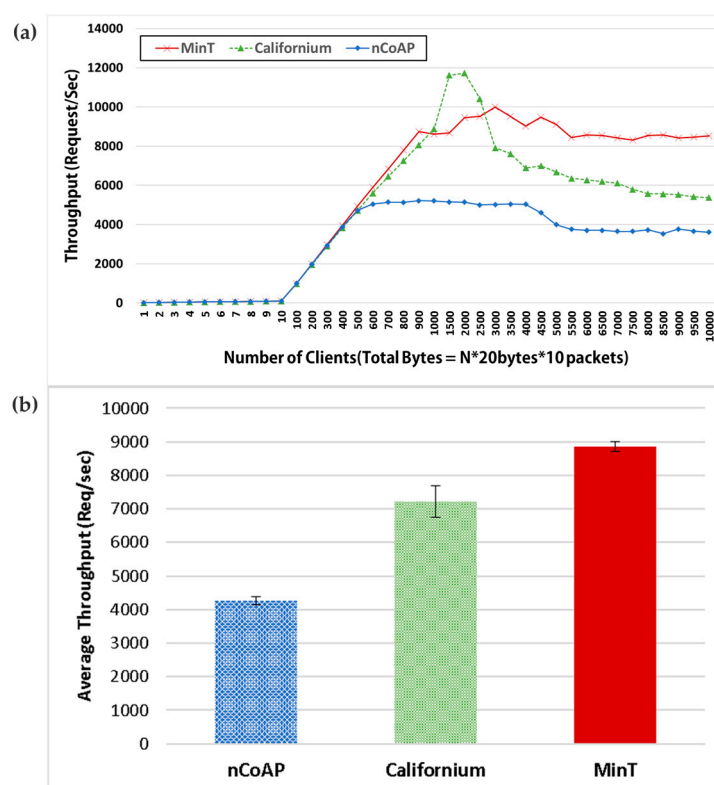 (a)
14000
12000
10000
8000
6000
4000
2000
0
Throughput (Request/Sec)
MinT Californium nCoAP
1 2 3 4 5 6 7 8 9 10 100 200 300 400 500 600 700 800 900 1000 1500 2000 2500 3000 3500 4000 4500 5000 5500 6000 6500 7000 7500 8000 8500 9000 9500 10000
Number of Clients(Total Bytes = N*20bytes*10 packets)
(b)
10000
9000
8000
7000
6000
5000
4000
3000
2000
1000
0
Average Throughput (Req/sec)
nCoAP Californium MinT